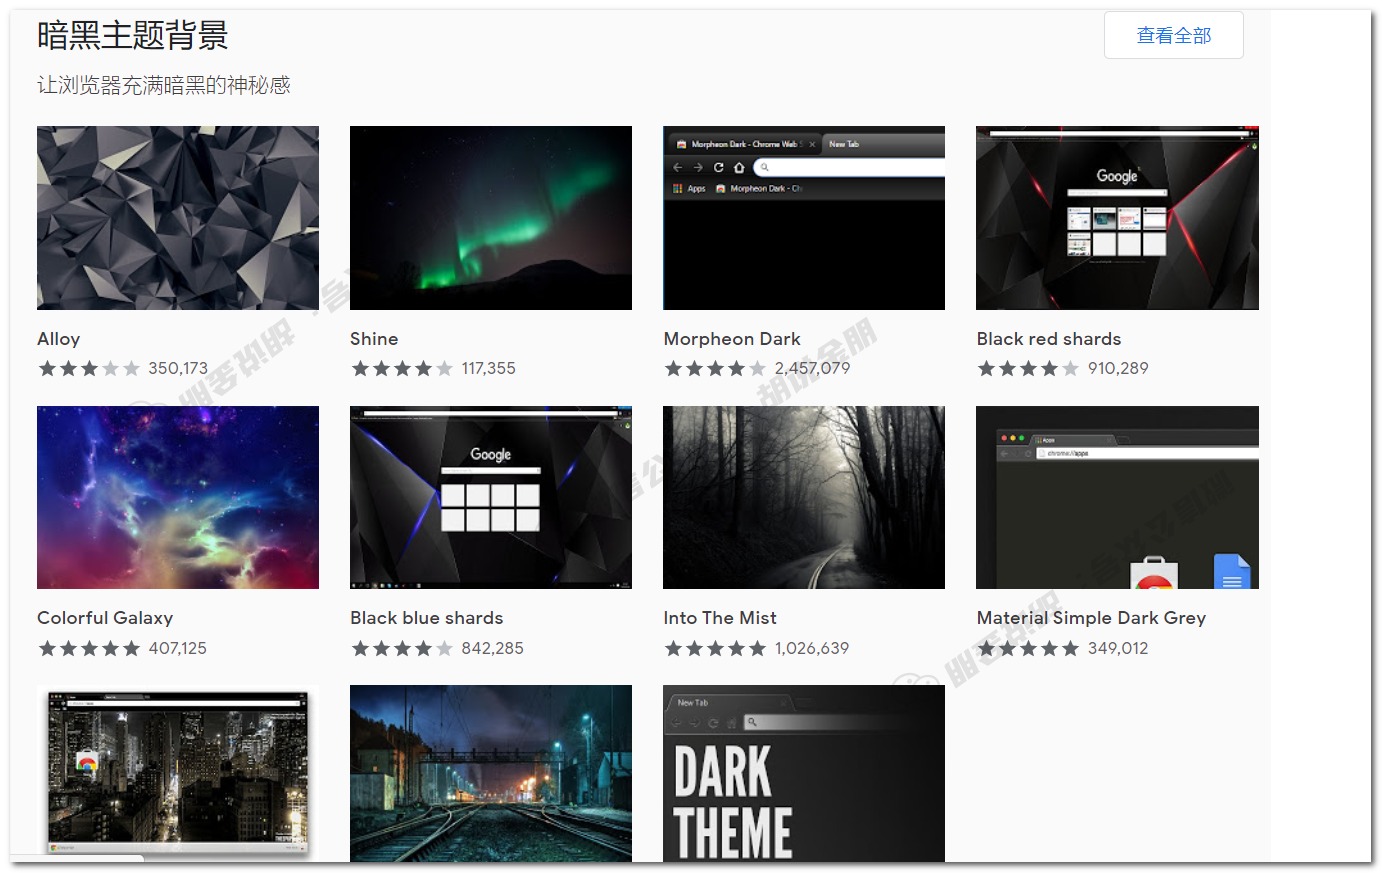 暗黑主题背景
查看全部
让浏览器充满暗黑的神秘感
Morpheon Dark - Chrome Web S
New Tab
Apps
Morpheon Dark - Ch
Google
Alloy
350,173
Shine
117,355
Morpheon Dark
2,457,079
Black red shards
910,289
Google
Apps
chrome://apps
Colorful Galaxy
407,125
Black blue shards
842,285
Into The Mist
1,026,639
Material Simple Dark Grey
349,012
New Tab
DARK
THEME